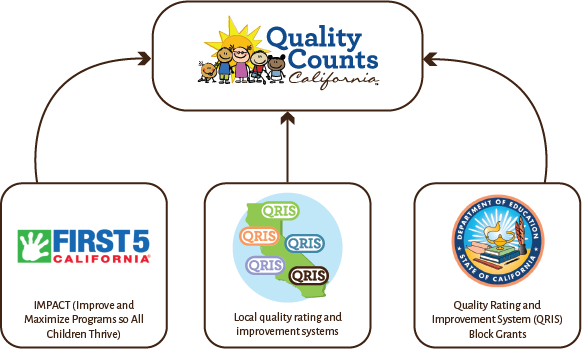 Quality
Counts
California™
FIRST 5
CALIFORNIA®
IMPACT (Improve and
Maximize Programs so All
Children Thrive)
QRIS
QRIS
QRIS
QRIS
QRIS
Local quality rating and
improvement systems
DEPARTMENT OF EDUCATION
STATE OF CALIFORNIA
Quality Rating and
Improvement System (QRIS)
Block Grants